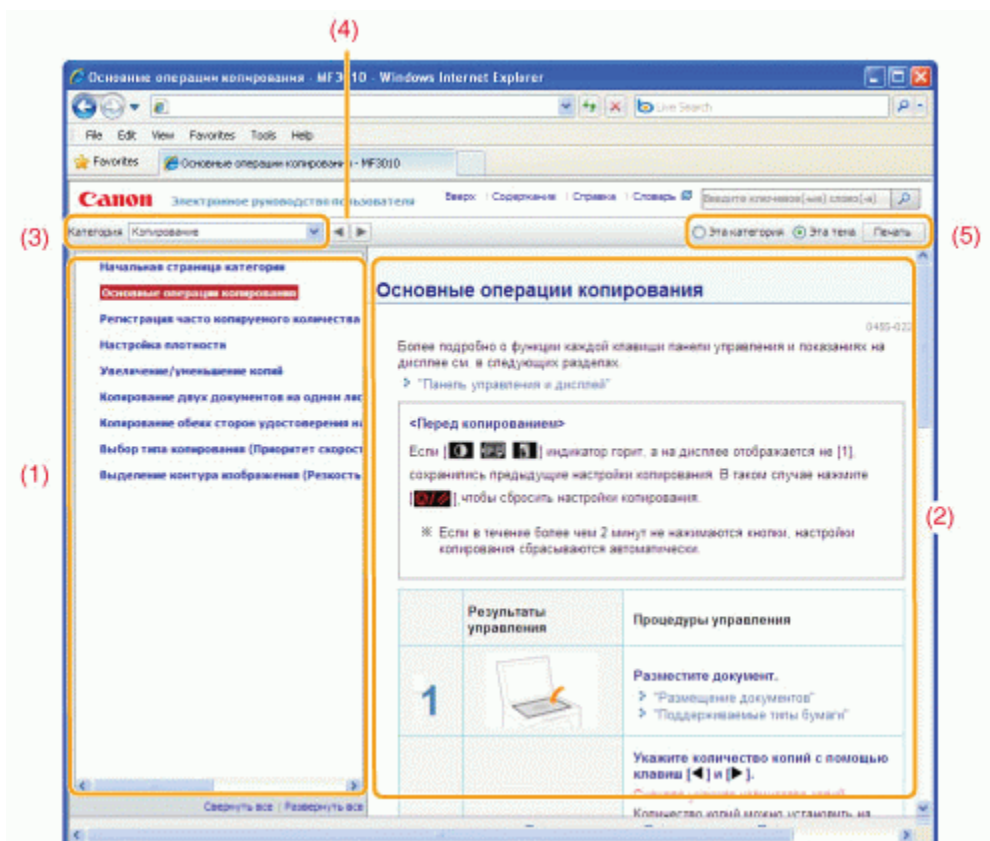 (4)
Основные операции копирования - MF3010 - Windows Internet Explorer
Live Search
File Edit View Favorites Tools Help
Favorites
Основные операции копирования - MF3010
Canon Электронное руководство пользователя
Вверх Содержание Справка Словарь Введите ключевое(-ые) слово(-а)
(3)
Категория Копирование
Эта категория Эта тема Печать
(5)
(1)
Начальная страница категории
Основные операции копирования
Регистрация часто копируемого количества
Настройка плотности
Увеличение/уменьшение копий
Копирование двух документов на одном лис
Копирование обеих сторон удостоверения на
Выбор типа копирования (Приоритет скорост
Выделение контура изображения (Резкость
Свернуть все | Развернуть все
(2)
Основные операции копирования
0465-022
Более подробно о функции каждой клавиши панели управления и показаниях на
дисплее см. в следующих разделах.
"Панель управления и дисплей"
<Перед копированием>
Если [ ] индикатор горит, а на дисплее отображается не [1],
сохранились предыдущие настройки копирования. В таком случае нажмите
[ ], чтобы сбросить настройки копирования.
※ Если в течение более чем 2 минут не нажимаются кнопки, настройки
копирования сбрасываются автоматически.
Результаты
управления
Процедуры управления
1
Разместите документ.
"Размещение документов"
"Поддерживаемые типы бумаги"
Укажите количество копий с помощью
клавиш [◀] и [▶].
Количество копий можно установить на